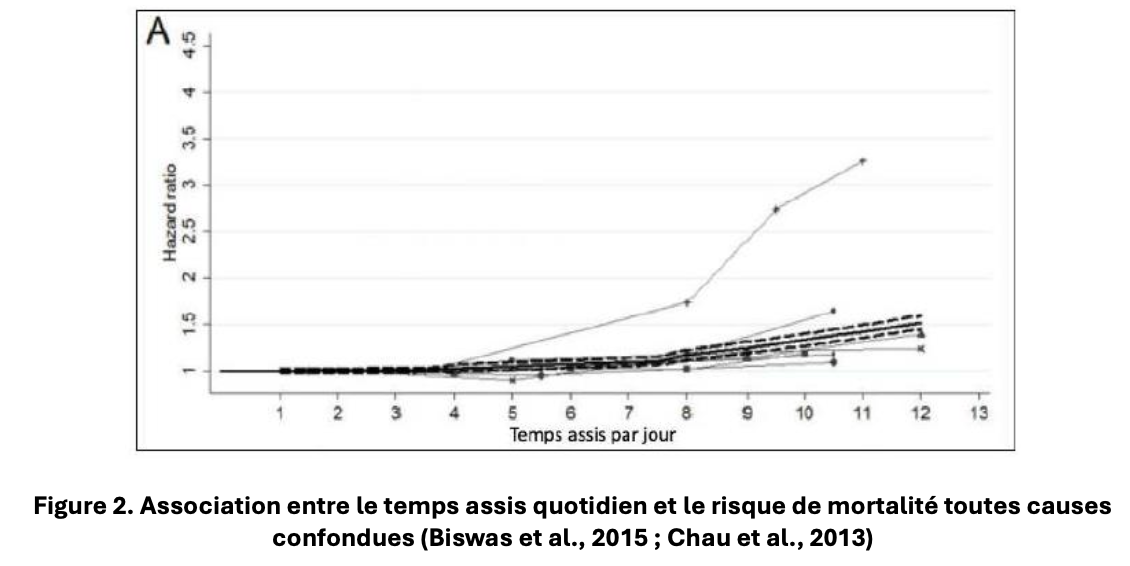 A
4.5
4
3.5
3
2.5
2
1.5
1
Hazard ratio
1 2 3 4 5 6 7 8 9 10 11 12 13
Temps assis par jour
Figure 2. Association entre le temps assis quotidien et le risque de mortalité toutes causes
confondues (Biswas et al., 2015 ; Chau et al., 2013)